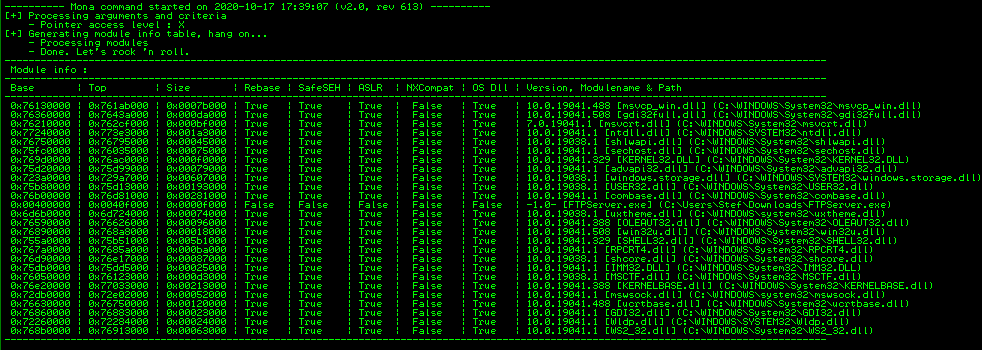 ---------- Mona command started on 2020-10-17 17:39:07 (v2.0, rev 613) ----------
[+] Processing arguments and criteria
    - Pointer access level : X
[+] Generating module info table, hang on...
    - Processing modules
    - Done. Let's rock 'n roll.
 Module info :
 Base | Top | Size | Rebase | SafeSEH | ASLR | NXCompat | OS Dll | Version, Modulename & Path
 0x76130000 | 0x761ab000 | 0x0007b000 | True | True | True | False | True | 10.0.19041.488 [msvcp_win.dll] (C:\WINDOWS\System32\msvcp_win.dll)
 0x76360000 | 0x7643a000 | 0x000da000 | True | True | True | False | True | 10.0.19041.508 [gdi32full.dll] (C:\WINDOWS\System32\gdi32full.dll)
 0x76210000 | 0x762cf000 | 0x000bf000 | True | True | True | False | True | 7.0.19041.1 [msvcrt.dll] (C:\WINDOWS\System32\msvcrt.dll)
 0x77240000 | 0x773e3000 | 0x001a3000 | True | True | True | False | True | 10.0.19041.1 [ntdll.dll] (C:\WINDOWS\SYSTEM32\ntdll.dll)
 0x76750000 | 0x76795000 | 0x00045000 | True | True | True | False | True | 10.0.19038.1 [shlwapi.dll] (C:\WINDOWS\System32\shlwapi.dll)
 0x75fc0000 | 0x76035000 | 0x00075000 | True | True | True | False | True | 10.0.19038.1 [sechost.dll] (C:\WINDOWS\System32\sechost.dll)
 0x769d0000 | 0x76ac0000 | 0x000f0000 | True | True | True | False | True | 10.0.19041.329 [KERNEL32.DLL] (C:\WINDOWS\System32\KERNEL32.DLL)
 0x75d20000 | 0x75d99000 | 0x00079000 | True | True | True | False | True | 10.0.19041.1 [advapi32.dll] (C:\WINDOWS\System32\advapi32.dll)
 0x723a0000 | 0x729a7000 | 0x00607000 | True | True | True | False | True | 10.0.19038.1 [windows.storage.dll] (C:\WINDOWS\SYSTEM32\windows.storage.dll)
 0x75b80000 | 0x75d13000 | 0x00193000 | True | True | True | False | True | 10.0.19038.1 [USER32.dll] (C:\WINDOWS\System32\USER32.dll)
 0x76b00000 | 0x76d81000 | 0x00281000 | True | True | True | False | True | 10.0.19041.1 [combase.dll] (C:\WINDOWS\System32\combase.dll)
 0x00400000 | 0x0040f000 | 0x0000f000 | False | False | False | False | False | -1.0- [FTPServer.exe] (C:\Users\Stef\Downloads\FTPServer.exe)
 0x6d6b0000 | 0x6d724000 | 0x00074000 | True | True | True | False | True | 10.0.19038.1 [uxtheme.dll] (C:\WINDOWS\system32\uxtheme.dll)
 0x76590000 | 0x76626000 | 0x00096000 | True | True | True | False | True | 10.0.19041.388 [OLEAUT32.dll] (C:\WINDOWS\System32\OLEAUT32.dll)
 0x76890000 | 0x768a8000 | 0x00018000 | True | True | True | False | True | 10.0.19041.508 [win32u.dll] (C:\WINDOWS\System32\win32u.dll)
 0x755a0000 | 0x75b51000 | 0x005b1000 | True | True | True | False | True | 10.0.19041.329 [SHELL32.dll] (C:\WINDOWS\System32\SHELL32.dll)
 0x767a0000 | 0x7685a000 | 0x000ba000 | True | True | True | False | True | 10.0.19041.1 [RPCRT4.dll] (C:\WINDOWS\System32\RPCRT4.dll)
 0x76d90000 | 0x76e17000 | 0x00087000 | True | True | True | False | True | 10.0.19038.1 [shcore.dll] (C:\WINDOWS\System32\shcore.dll)
 0x75db0000 | 0x75dd5000 | 0x00025000 | True | True | True | False | True | 10.0.19041.1 [IMM32.DLL] (C:\WINDOWS\System32\IMM32.DLL)
 0x76050000 | 0x76123000 | 0x000d3000 | True | True | True | False | True | 10.0.19038.1 [MSCTF.dll] (C:\WINDOWS\System32\MSCTF.dll)
 0x76e20000 | 0x77033000 | 0x00213000 | True | True | True | False | True | 10.0.19041.388 [KERNELBASE.dll] (C:\WINDOWS\System32\KERNELBASE.dll)
 0x72db0000 | 0x72e02000 | 0x00052000 | True | True | True | False | True | 10.0.19041.1 [mswsock.dll] (C:\WINDOWS\system32\mswsock.dll)
 0x76630000 | 0x76750000 | 0x00120000 | True | True | True | False | True | 10.0.19041.488 [ucrtbase.dll] (C:\WINDOWS\System32\ucrtbase.dll)
 0x76860000 | 0x76883000 | 0x00023000 | True | True | True | False | True | 10.0.19041.1 [GDI32.dll] (C:\WINDOWS\System32\GDI32.dll)
 0x72260000 | 0x72284000 | 0x00024000 | True | True | True | False | True | 10.0.19041.1 [Wldp.dll] (C:\WINDOWS\SYSTEM32\Wldp.dll)
 0x768b0000 | 0x76913000 | 0x00063000 | True | True | True | False | True | 10.0.19041.1 [WS2_32.dll] (C:\WINDOWS\System32\WS2_32.dll)